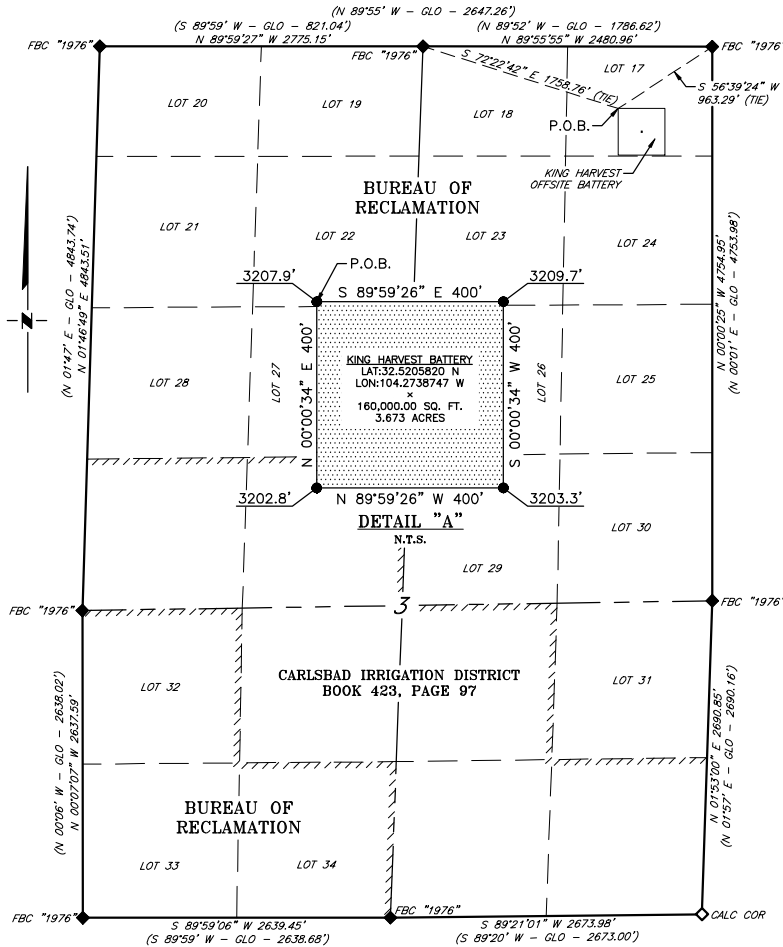 (N 89°55' W - GLO - 2647.26')
(S 89°59' W - GLO - 821.04')
(N 89°52' W - GLO - 1786.62')
N 89°59'27" W 2775.15'
N 89°55'55" W 2480.96'
FBC "1976"
FBC "1976"
FBC "1976"
S 72°22'42" E 1758.76' (TIE)
LOT 17
S 56°39'24" W
963.29' (TIE)
LOT 20
LOT 19
LOT 18
P.O.B.
KING HARVEST
OFFSITE BATTERY
BUREAU OF
RECLAMATION
LOT 21
LOT 22
LOT 23
LOT 24
(N 01°47' E - GLO - 4843.74')
N 01°46'49" E 4843.51'
N 00°00'25" W 4754.95'
(N 00°01' E - GLO - 4753.98')
N
3207.9'
P.O.B.
3209.7'
S 89°59'26" E 400'
KING HARVEST BATTERY
LAT:32.5205820 N
LON:104.2738747 W
×
160,000.00 SQ. FT.
3.673 ACRES
N 00°00'34" E 400'
S 00°00'34" W 400'
LOT 28
LOT 27
LOT 26
LOT 25
3202.8'
N 89°59'26" W 400'
3203.3'
DETAIL "A"
N.T.S.
LOT 30
LOT 29
FBC "1976"
3
FBC "1976"
CARLSBAD IRRIGATION DISTRICT
BOOK 423, PAGE 97
LOT 32
LOT 31
(N 00°06' W - GLO - 2638.02')
N 00°07'07" W 2637.59'
N 01°53'00" E 2690.85'
(N 01°57' E - GLO - 2690.16')
BUREAU OF
RECLAMATION
LOT 33
LOT 34
FBC "1976"
FBC "1976"
CALC COR
S 89°59'06" W 2639.45'
(S 89°59' W - GLO - 2638.68')
S 89°21'01" W 2673.98'
(S 89°20' W - GLO - 2673.00')